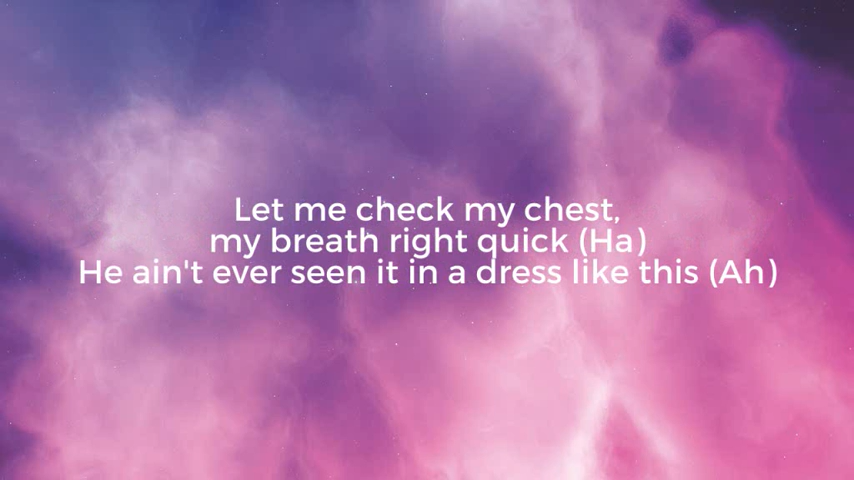 Let me check my chest,
my breath right quick (Ha)
He ain't ever seen it in a dress like this (Ah)